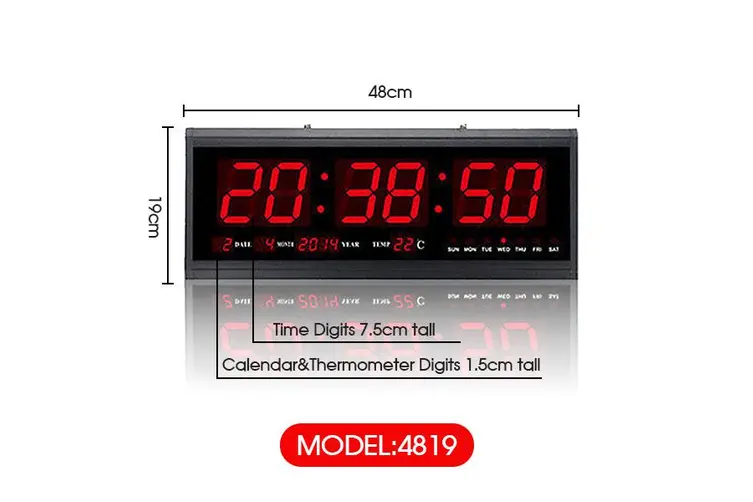 48cm
19cm
20:38:50
2 DATE 4 MONTH 2014 YEAR TEMP 22°C SUN MON TUE WED THU FRI SAT
Time Digits 7.5cm tall
Calendar&Thermometer Digits 1.5cm tall
MODEL:4819